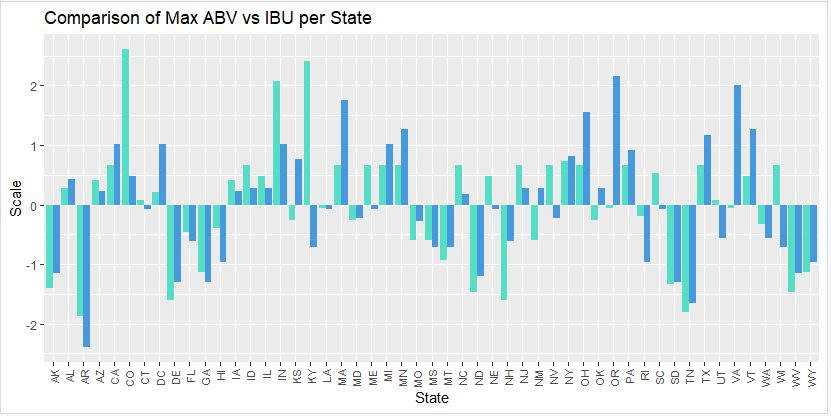 Comparison of Max ABV vs IBU per State
Scale
2
1
0
-1
-2
AK AL AR AZ CA CO CT DC DE FL GA HI IA ID IL IN KS KY LA MA MD ME MI MN MO MS MT NC ND NE NH NJ NM NV NY OH OK OR PA RI SC SD TN TX UT VA VT WA WI WV WY
State